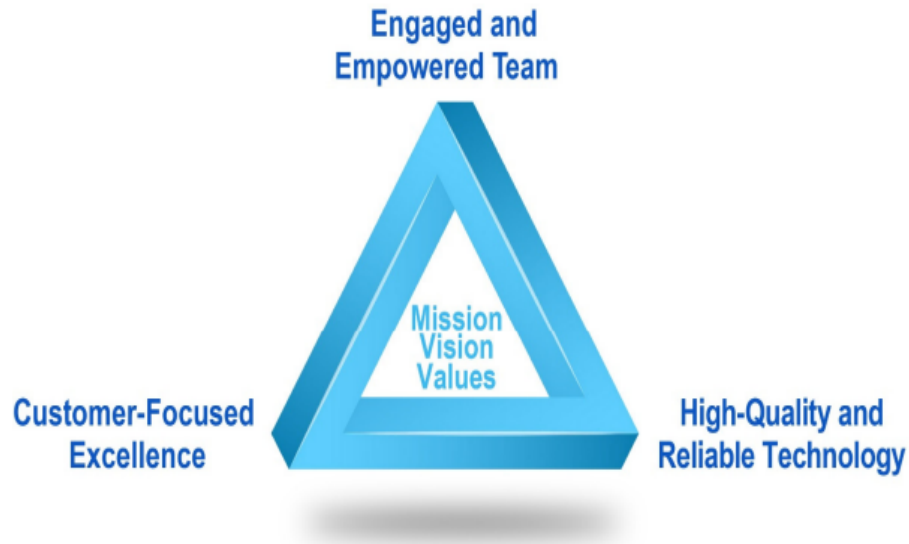 Engaged and
Empowered Team
Mission
Vision
Values
Customer-Focused
Excellence
High-Quality and
Reliable Technology